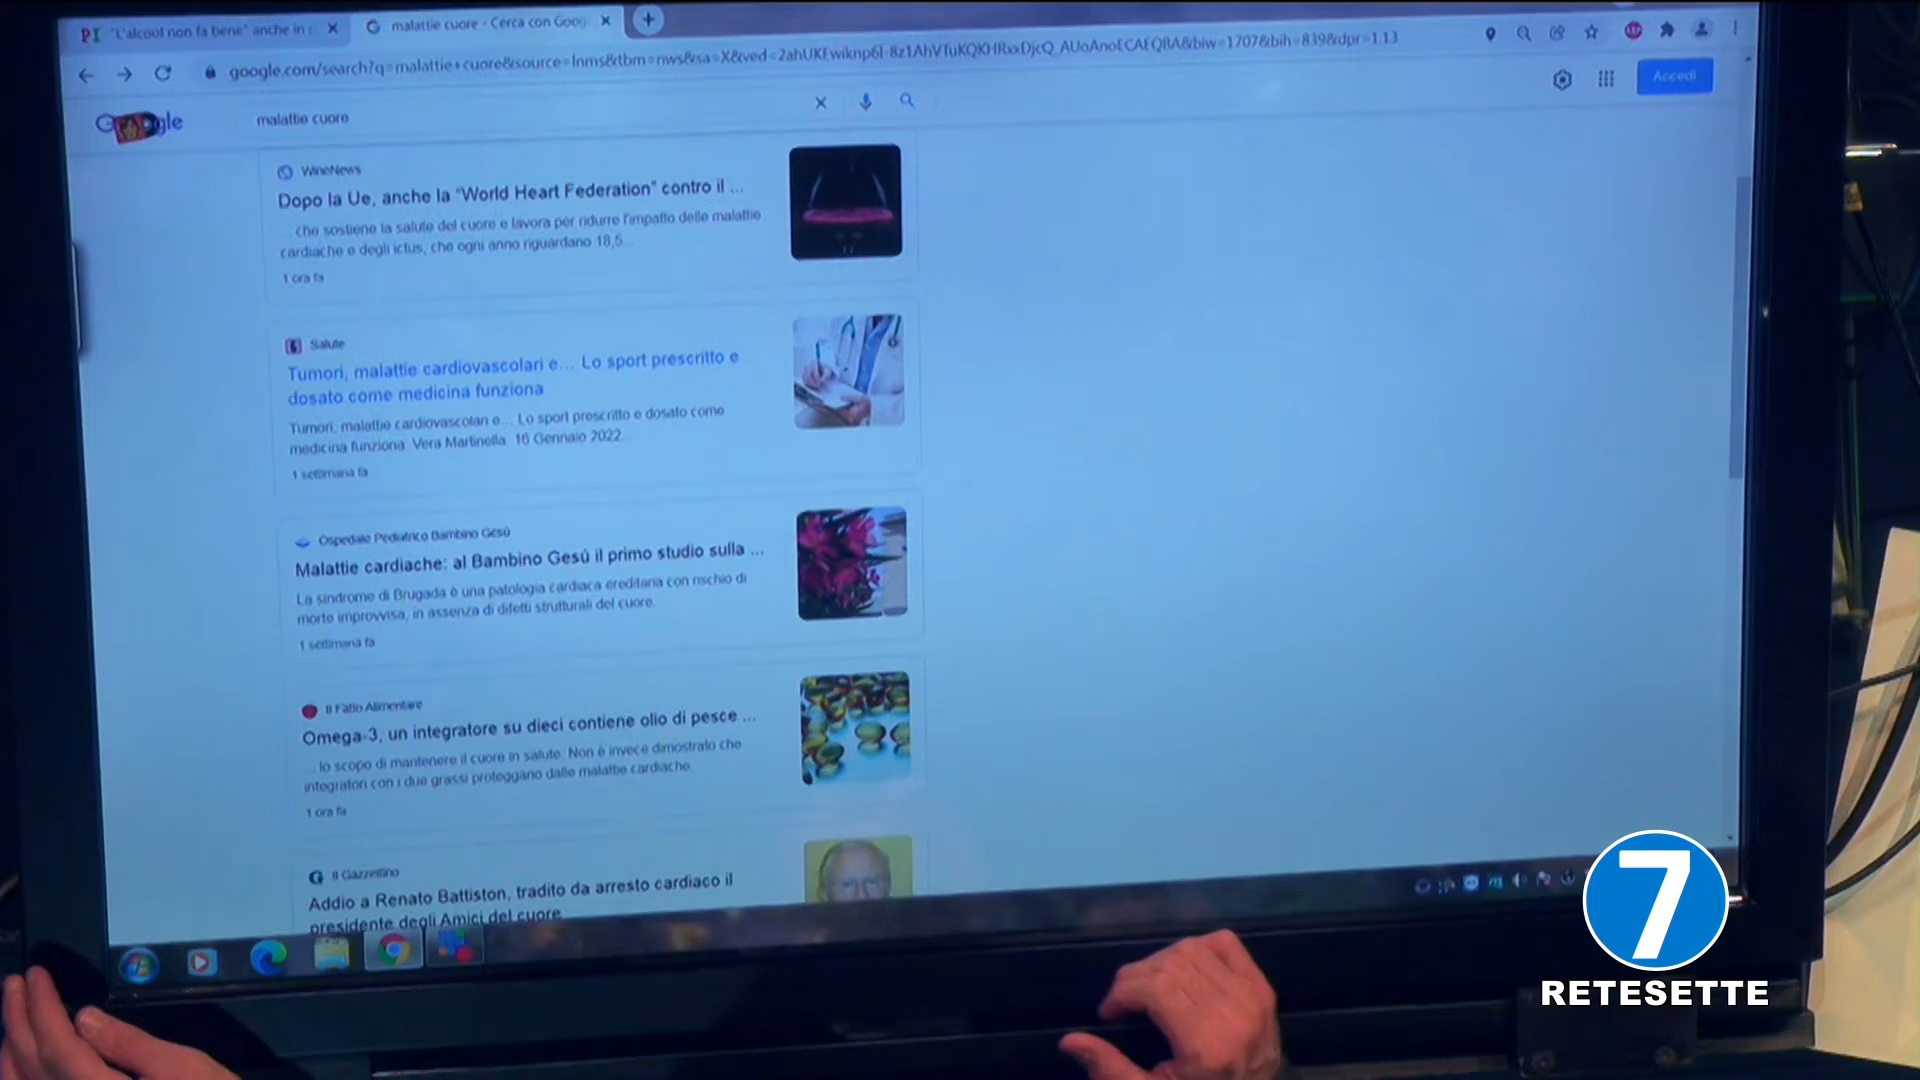 "L'alcool non fa bene" anche in
malattie cuore - Cerca con Goog
google.com/search?q=malattie+cuore&source=lnms&tbm=nws&sa=X&ved=
&biw=1707&bih=839&dpr=1.13
Google
malattie cuore
Accedi
WineNews
Dopo la Ue, anche la “World Heart Federation” contro il ...
che sostiene la salute del cuore e lavora per ridurre l'impatto delle malattie
cardiache e degli ictus, che ogni anno riguardano 18,5...
1 ora fa
Salute
Tumori, malattie cardiovascolari e... Lo sport prescritto e
dosato come medicina funziona
Tumori, malattie cardiovascolari e... Lo sport prescritto e dosato come
medicina funziona. Vera Martinella. 16 Gennaio 2022.
1 settimana fa
Ospedale Pediatrico Bambino Gesù
Malattie cardiache: al Bambino Gesù il primo studio sulla ...
La sindrome di Brugada è una patologia cardiaca ereditaria con rischio di
morte improvvisa, in assenza di difetti strutturali del cuore.
1 settimana fa
Il Fatto Alimentare
Omega-3, un integratore su dieci contiene olio di pesce ...
... lo scopo di mantenere il cuore in salute. Non è invece dimostrato che
integratori con i due grassi proteggano dalle malattie cardiache.
1 ora fa
Il Gazzettino
Addio a Renato Battiston, tradito da arresto cardiaco il
presidente degli Amici del cuore
7
RETESETTE